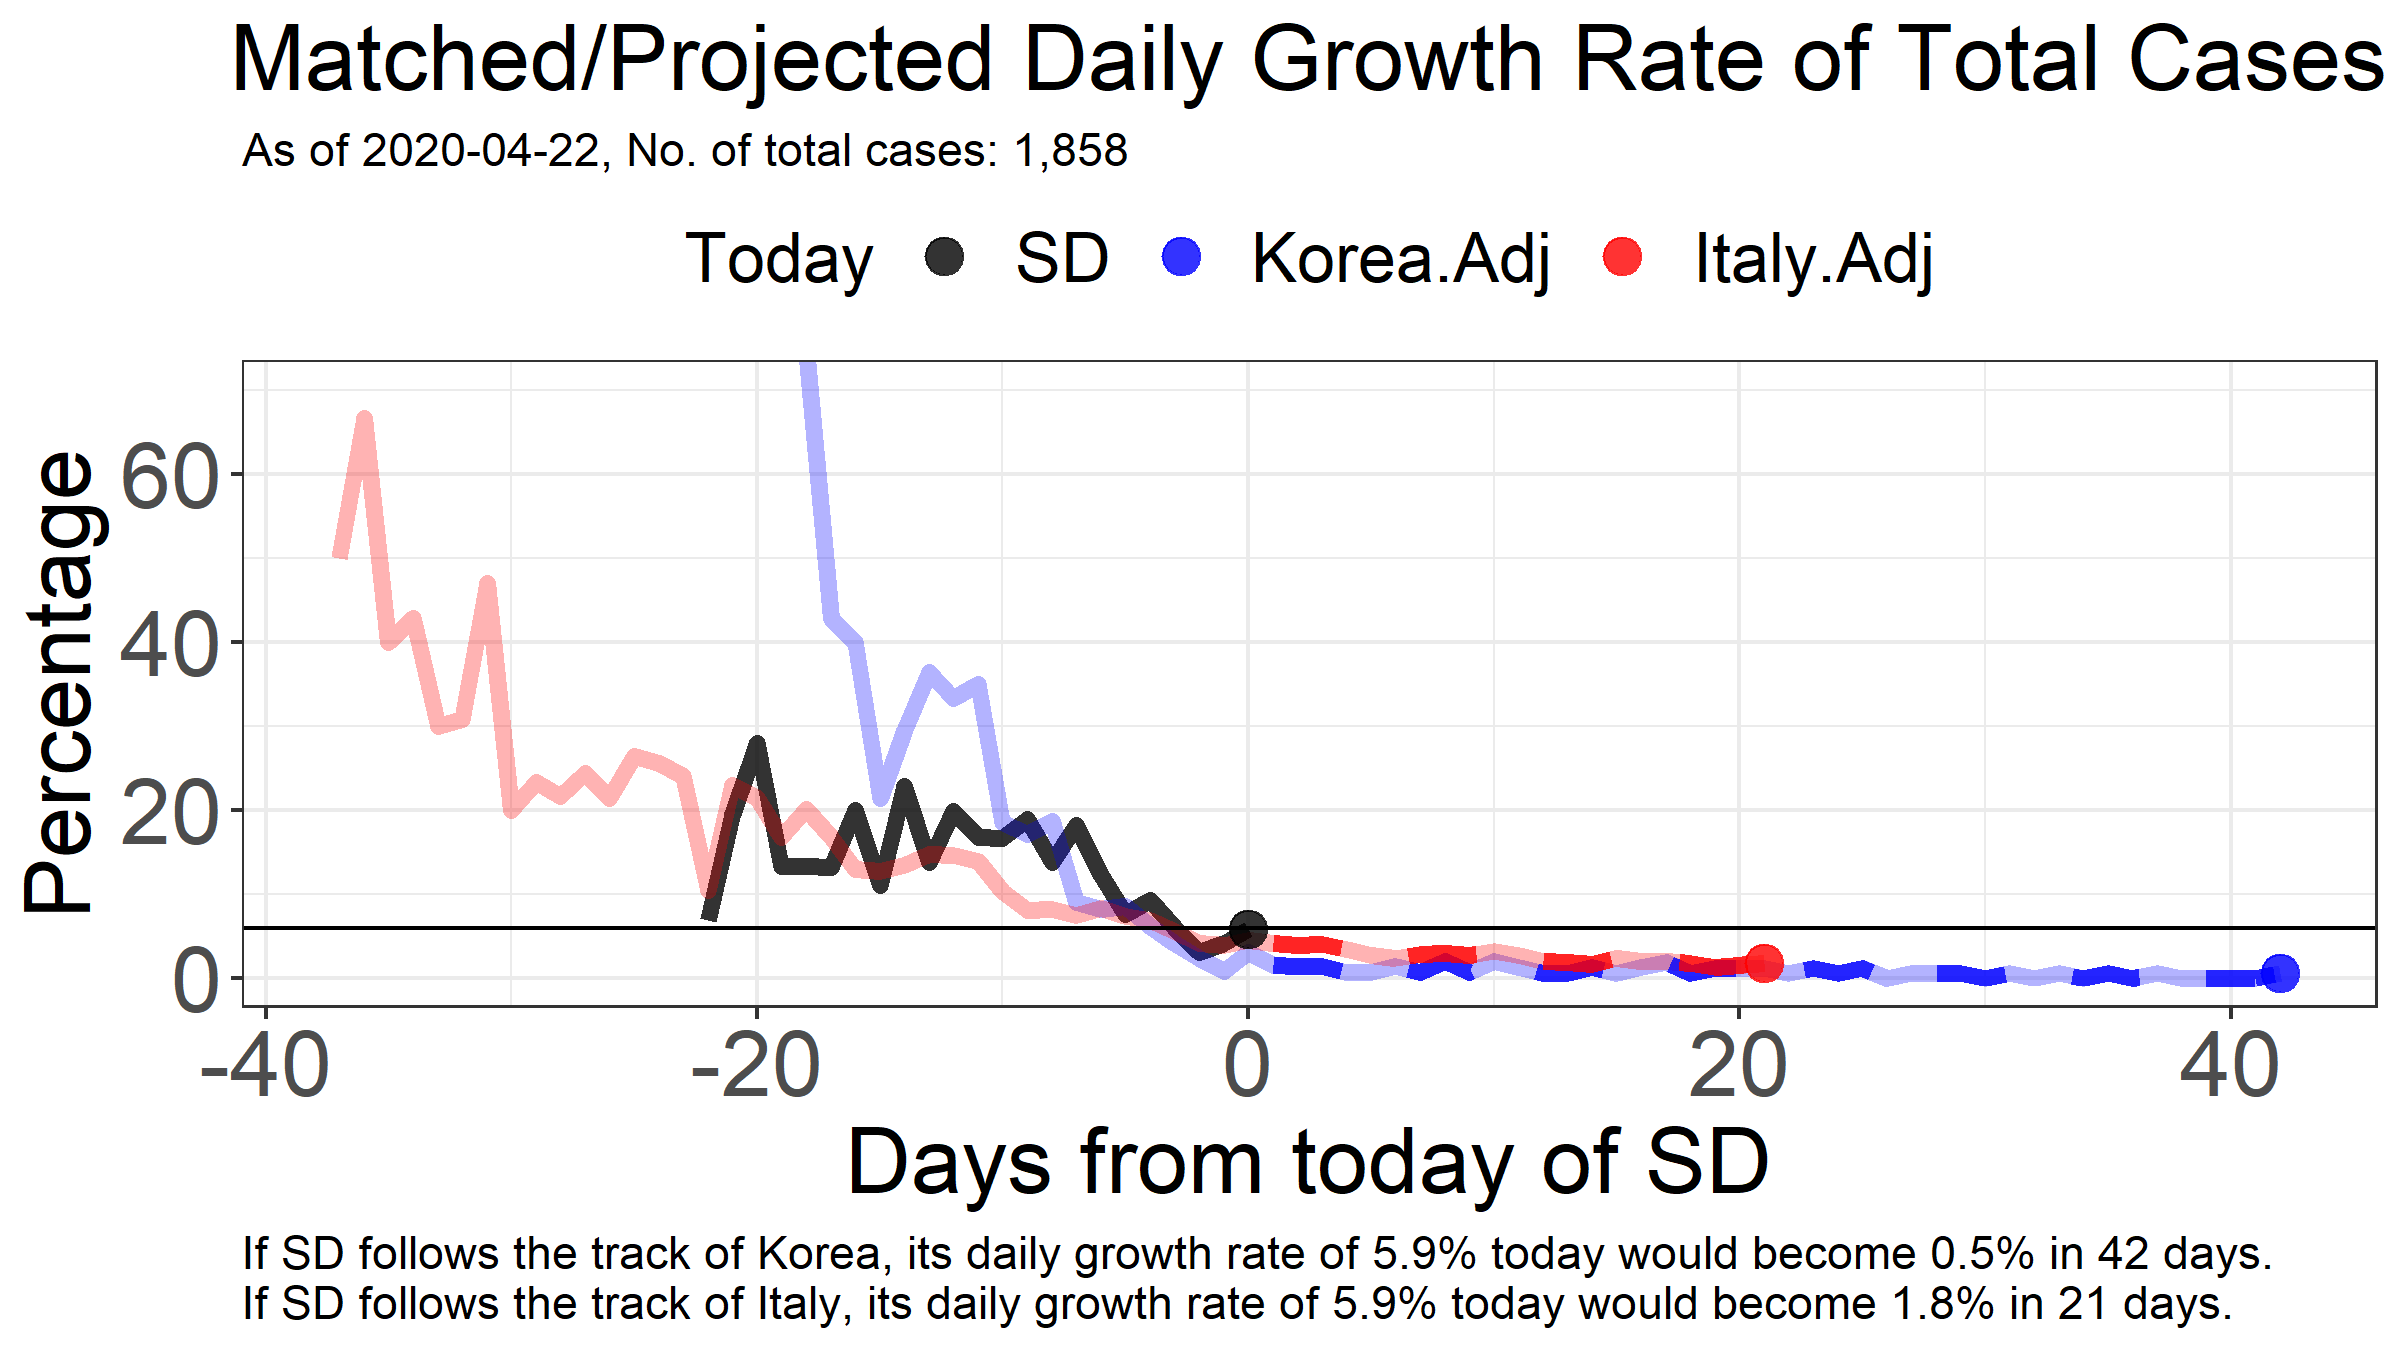 Matched/Projected Daily Growth Rate of Total Cases
As of 2020-04-22, No. of total cases: 1,858
Today SD Korea.Adj Italy.Adj
Percentage
60
40
20
0
-40 -20 0 20 40
Days from today of SD
If SD follows the track of Korea, its daily growth rate of 5.9% today would become 0.5% in 42 days.
If SD follows the track of Italy, its daily growth rate of 5.9% today would become 1.8% in 21 days.